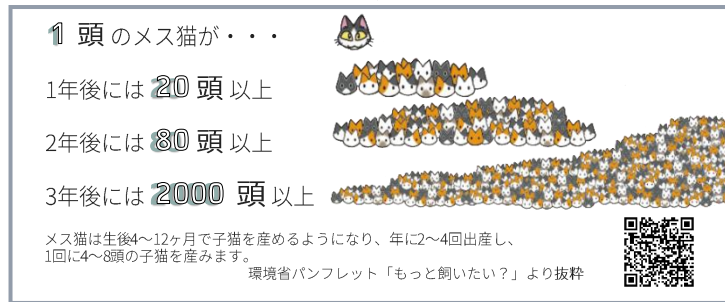 1 頭のメス猫が・・・
1年後には 20 頭 以上
2年後には 80 頭 以上
3年後には 2000 頭 以上
メス猫は生後4〜12ヶ月で子猫を産めるようになり、年に2〜4回出産し、
1回に4〜8頭の子猫を産みます。
環境省パンフレット「もっと飼いたい？」より抜粋